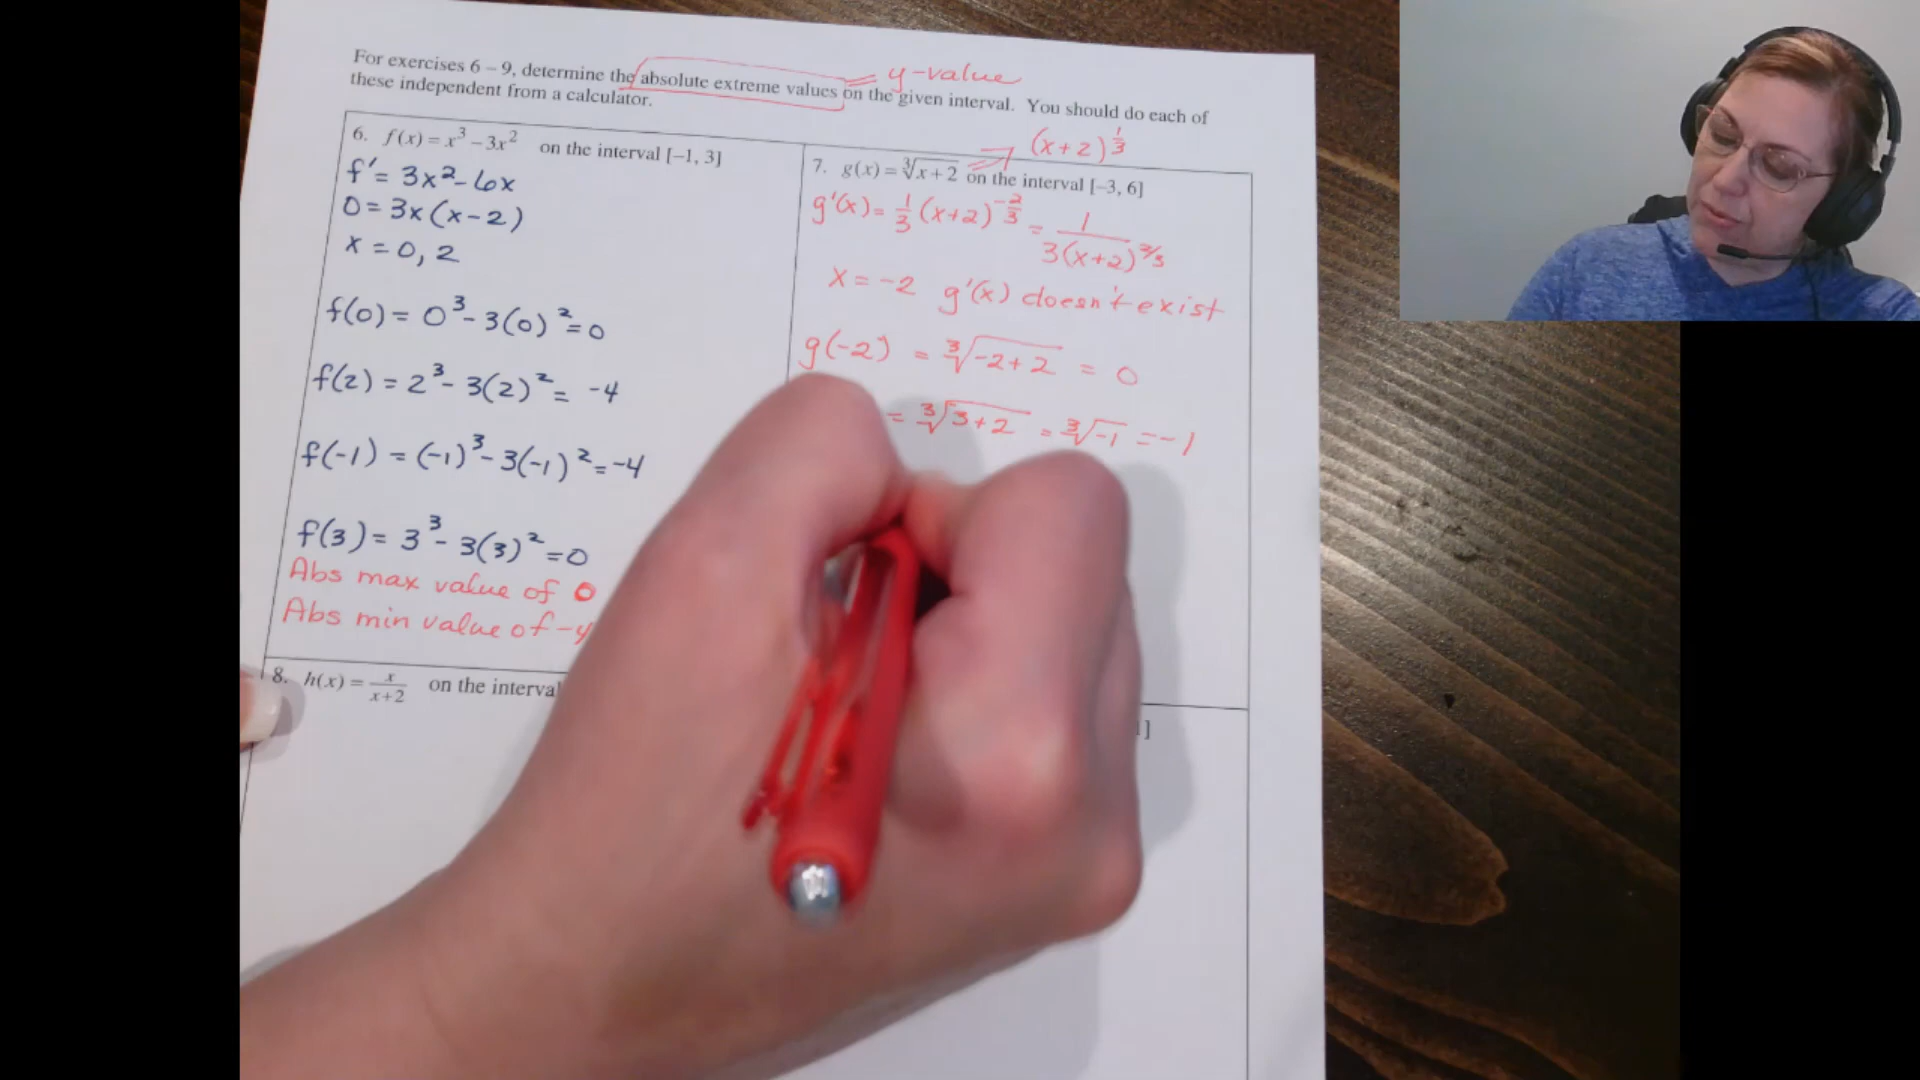 For exercises 6 – 9, determine the absolute extreme values on the given interval. You should do each of
these independent from a calculator.
= y-value
6. f(x) = x³ – 3x² on the interval [–1, 3]
f' = 3x² - 6x
0 = 3x(x - 2)
x = 0, 2
f(0) = 0³ - 3(0)² = 0
f(2) = 2³ - 3(2)² = -4
f(-1) = (-1)³ - 3(-1)² = -4
f(3) = 3³ - 3(3)² = 0
Abs max value of 0
Abs min value of -4
7. g(x) = ∛(x + 2) on the interval [–3, 6]
⇒ (x+2)^(1/3)
g'(x) = 1/3 (x+2)^(-2/3) = 1/(3(x+2)^(2/3))
x = -2 g'(x) doesn't exist
g(-2) = ∛(-2+2) = 0
= ∛(3+2) = ∛(-1) = -1
8. h(x) = x/(x+2) on the interval
]